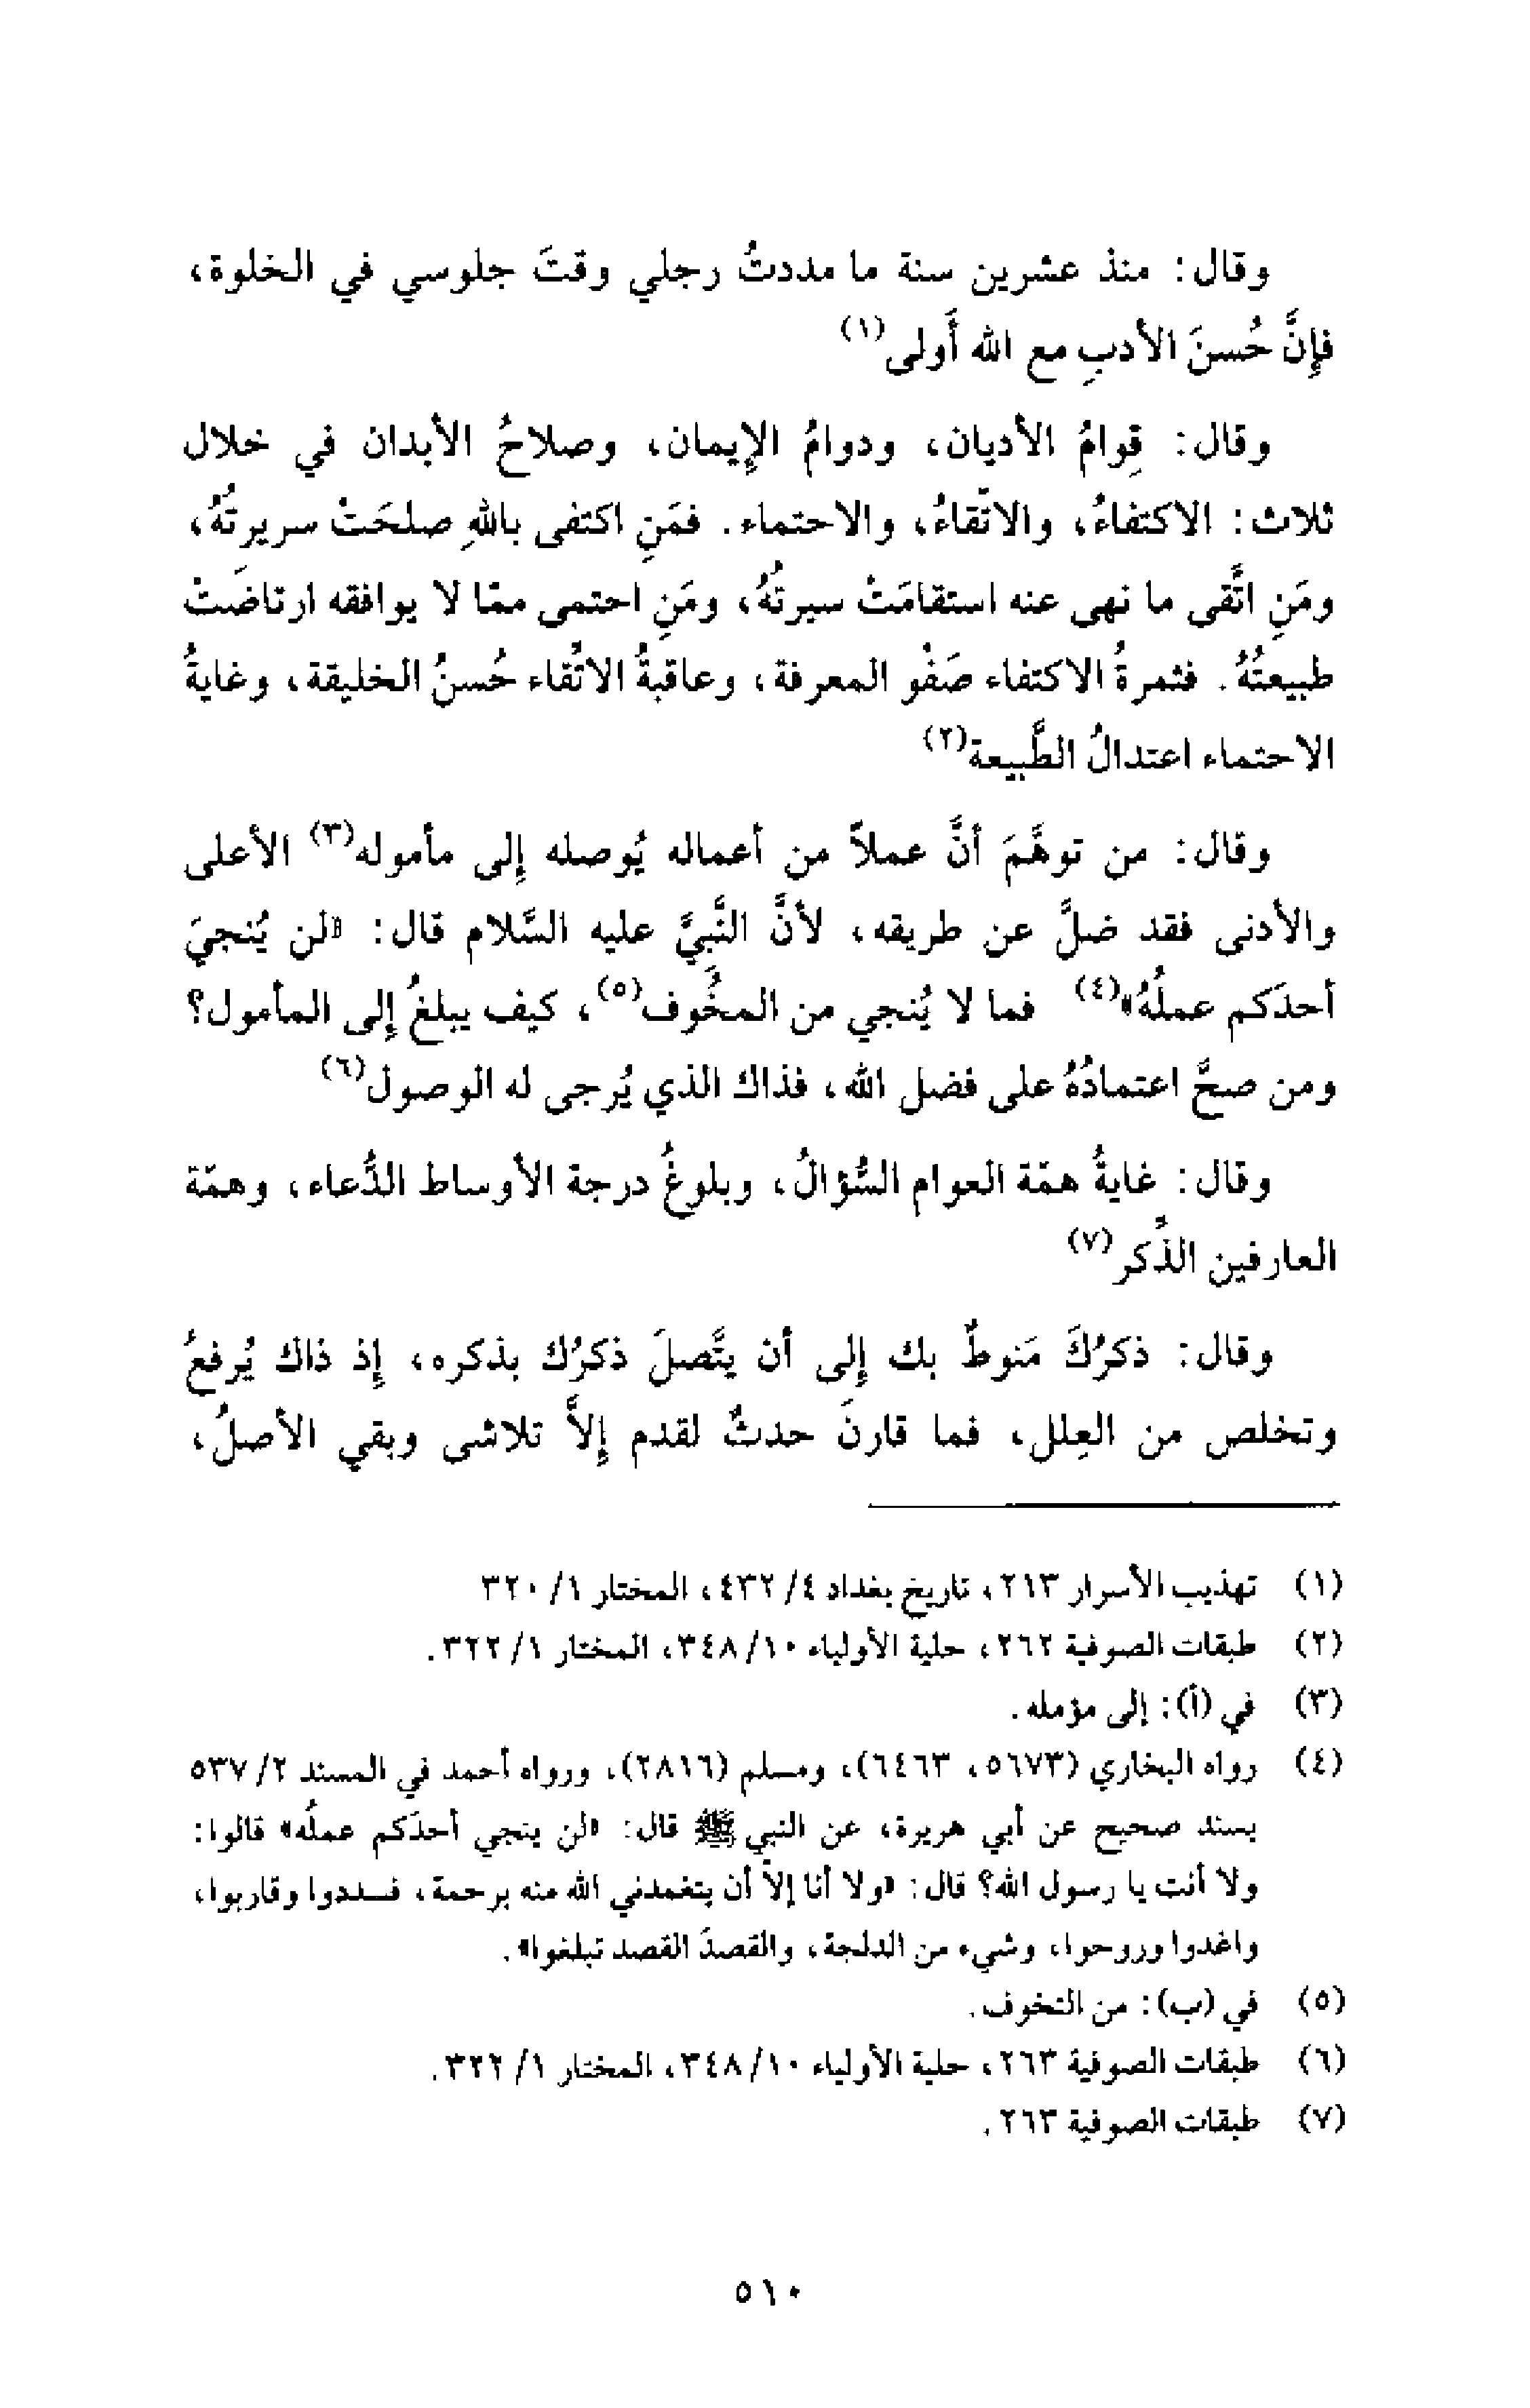 وقال: منذ عشرين سنة ما مددتُ رجلي وقتَ جلوسي في الخلوة،
فإنَّ حُسنَ الأدبِ مع الله أَولى(١)
وقال: قِوامُ الأديان، ودوامُ الإيمان، وصلاحُ الأبدان في خلال
ثلاث: الاكتفاءُ، والاتّقاءُ، والاحتماء. فمَنِ اكتفى باللهِ صلحَتْ سريرتُهُ،
ومَنِ اتَّقى ما نهى عنه استقامَتْ سيرتُهُ، ومَنِ احتمى ممّا لا يوافقه ارتاضَتْ
طبيعتُهُ. فثمرةُ الاكتفاء صَفْو المعرفة، وعاقبةُ الاتّقاء حُسنُ الخليقة، وغايةُ
الاحتماء اعتدالُ الطَّبيعة(٢)
وقال: من توهَّمَ أنَّ عملاً من أعماله يُوصله إلى مأموله(٣) الأعلى
والأدنى فقد ضلَّ عن طريقه، لأنَّ النَّبيَّ عليه السَّلام قال: «لن يُنجيَ
أحدَكم عملُهُ»(٤) فما لا يُنجي من المخُوف(٥)، كيف يبلغُ إلى المأمول؟
ومن صحَّ اعتمادُهُ على فضل الله، فذاك الذي يُرجى له الوصول(٦)
وقال: غايةُ همّة العوام السُّؤالُ، وبلوغُ درجة الأوساط الدُّعاء، وهمّة
العارفين الذِّكر(٧)
وقال: ذكرُكَ مَنوطٌ بك إلى أن يتَّصلَ ذكرُك بذكره، إذ ذاك يُرفعُ
وتخلص من العِلل، فما قارنَ حدثٌ لقدم إلاَّ تلاشى وبقي الأصلُ،
(١) تهذيب الأسرار ٢١٣، تاريخ بغداد ٤/ ٤٣٢، المختار ١/ ٣٢٠
(٢) طبقات الصوفية ٢٦٢، حلية الأولياء ١٠/ ٣٤٨، المختار ١/ ٣٢٢.
(٣) في (أ): إلى مؤمله.
(٤) رواه البخاري (٥٦٧٣، ٦٤٦٣)، ومسلم (٢٨١٦)، ورواه أحمد في المسند ٢/ ٥٣٧
بسند صحيح عن أبي هريرة، عن النبي ﷺ قال: «لن ينجي أحدَكم عملُه» قالوا:
ولا أنت يا رسول الله؟ قال: «ولا أنا إلاّ أن يتغمدني الله منه برحمة، فسددوا وقاربوا،
واغدوا وروحوا، وشيء من الدلجة، والقصدَ القصد تبلغوا».
(٥) في (ب): من التخوف.
(٦) طبقات الصوفية ٢٦٣، حلية الأولياء ١٠/ ٣٤٨، المختار ١/ ٣٢٢.
(٧) طبقات الصوفية ٢٦٣.
٥١٠